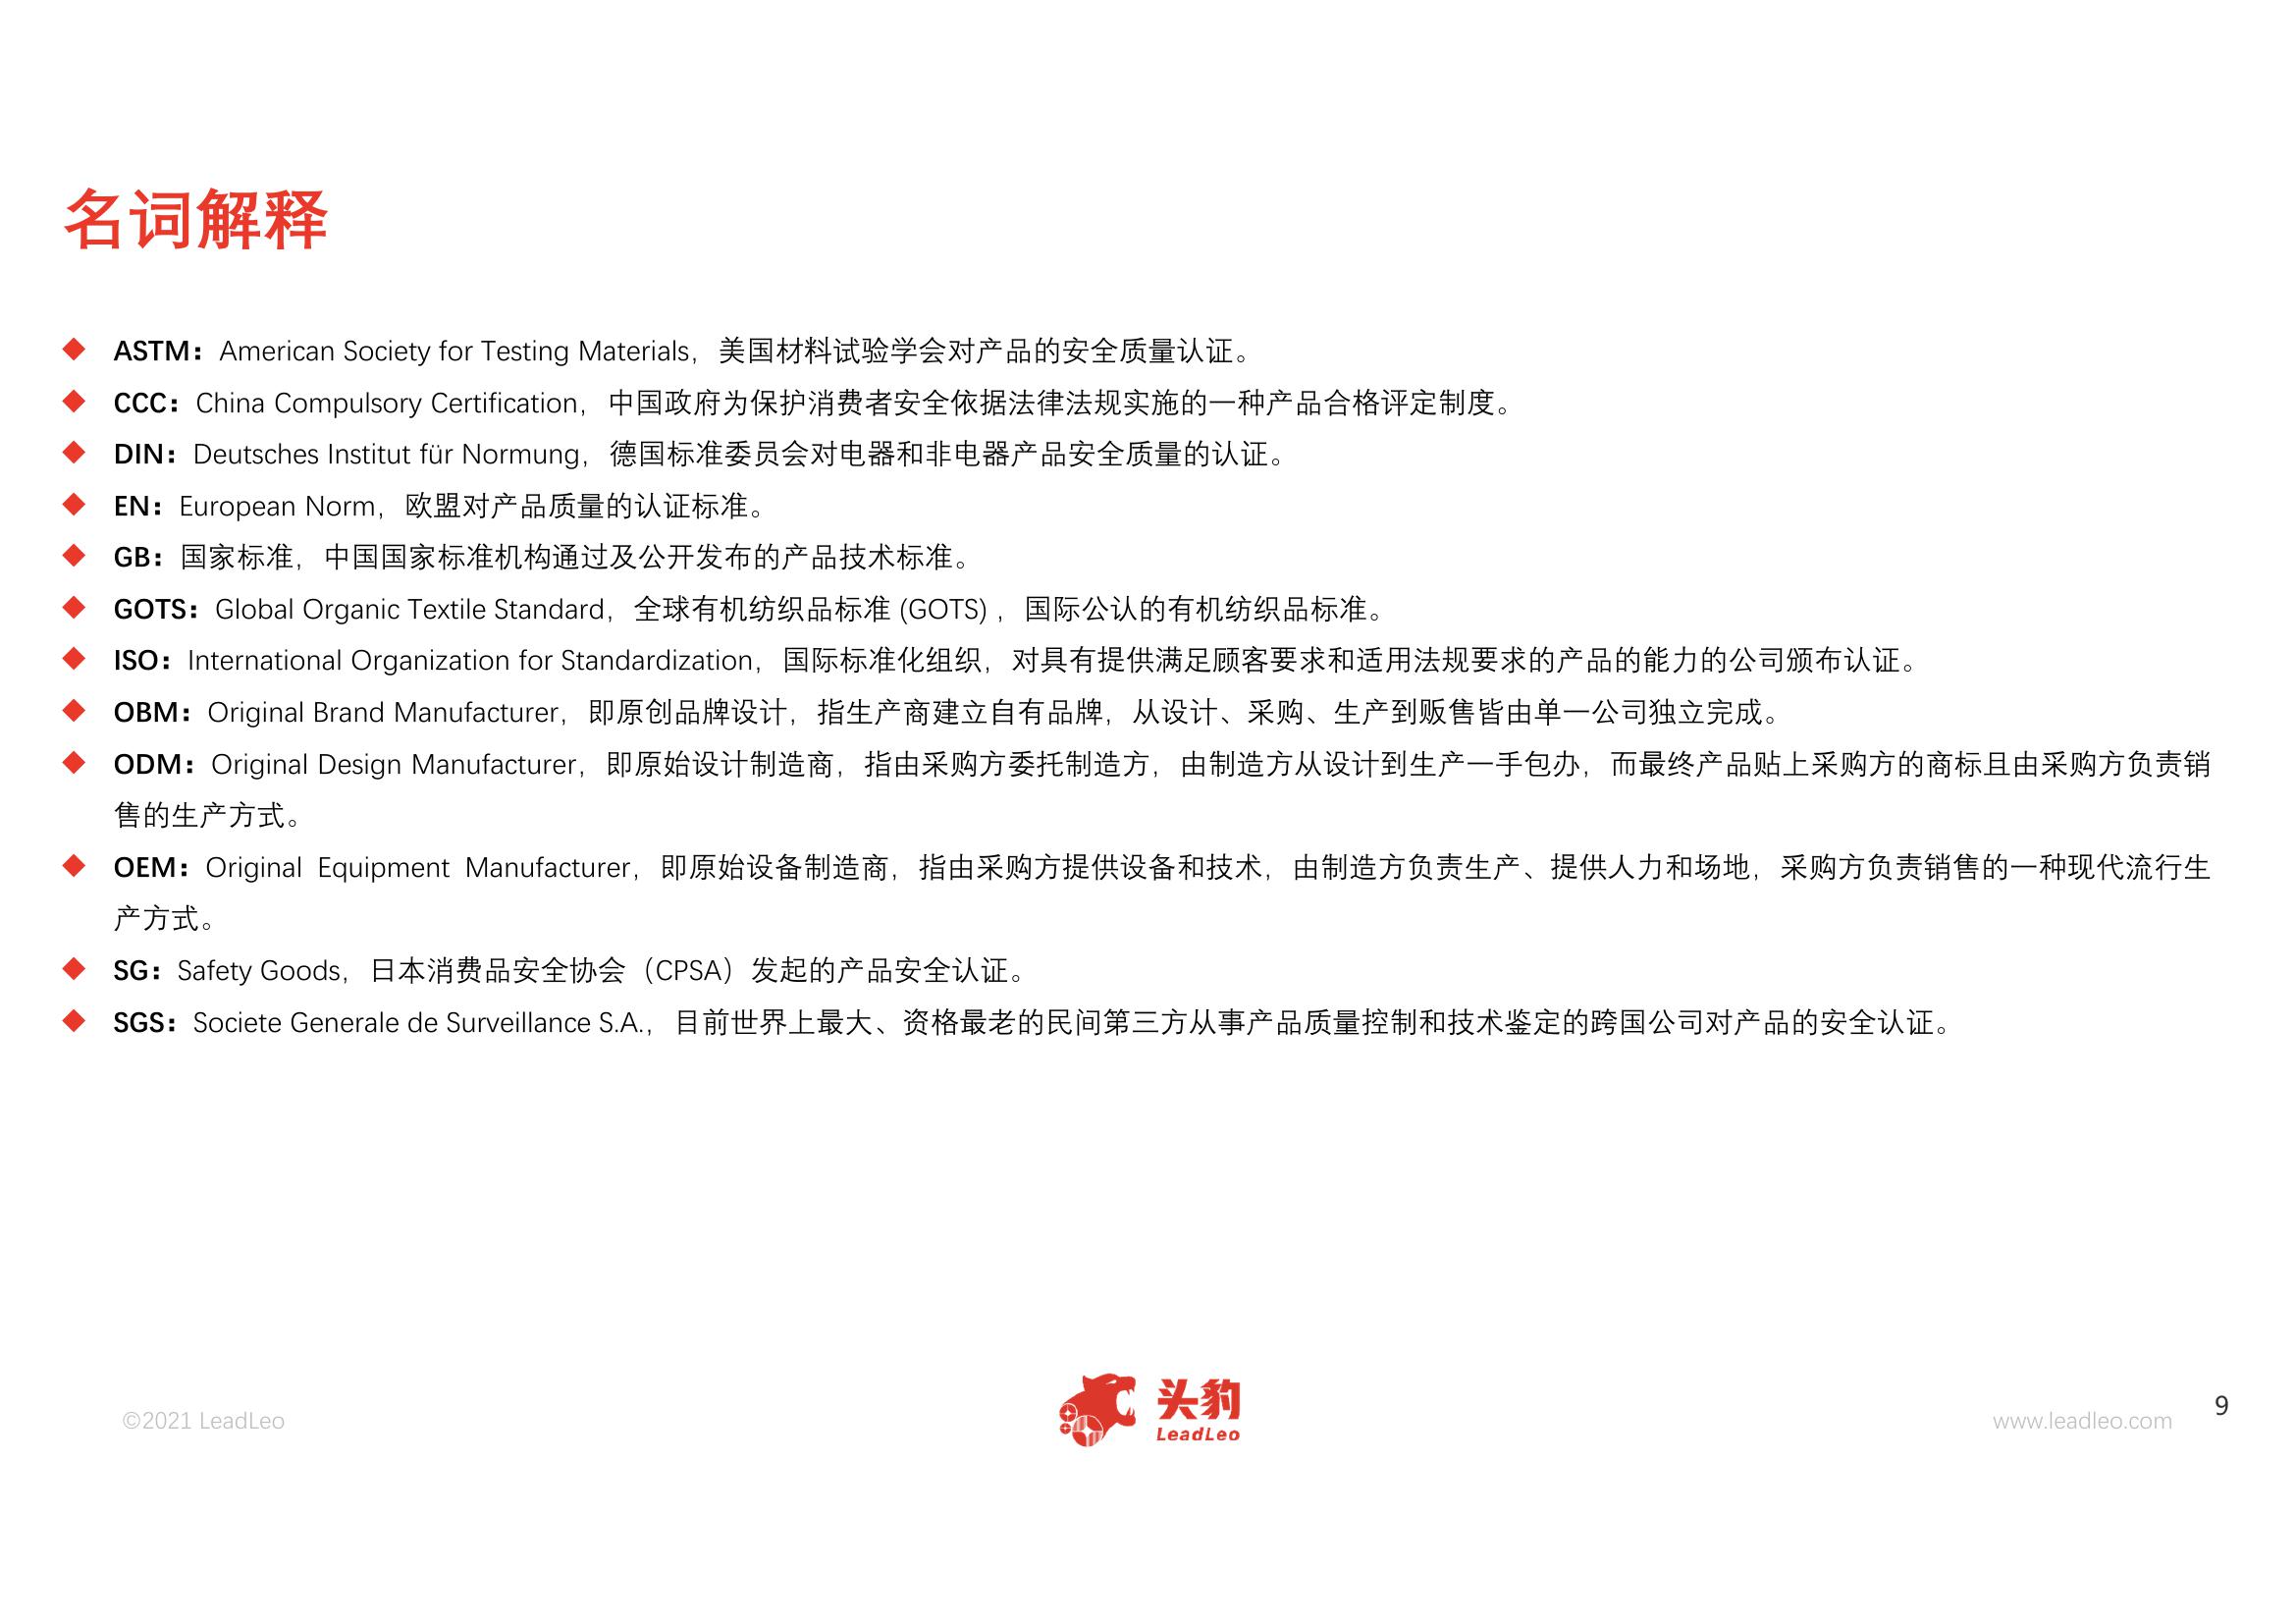 名词解释
◆ ASTM：American Society for Testing Materials，美国材料试验学会对产品的安全质量认证。
◆ CCC：China Compulsory Certification，中国政府为保护消费者安全依据法律法规实施的一种产品合格评定制度。
◆ DIN：Deutsches Institut für Normung，德国标准委员会对电器和非电器产品安全质量的认证。
◆ EN：European Norm，欧盟对产品质量的认证标准。
◆ GB：国家标准，中国国家标准机构通过及公开发布的产品技术标准。
◆ GOTS：Global Organic Textile Standard，全球有机纺织品标准 (GOTS) ，国际公认的有机纺织品标准。
◆ ISO：International Organization for Standardization，国际标准化组织，对具有提供满足顾客要求和适用法规要求的产品的能力的公司颁布认证。
◆ OBM：Original Brand Manufacturer，即原创品牌设计，指生产商建立自有品牌，从设计、采购、生产到贩售皆由单一公司独立完成。
◆ ODM：Original Design Manufacturer，即原始设计制造商，指由采购方委托制造方，由制造方从设计到生产一手包办，而最终产品贴上采购方的商标且由采购方负责销
售的生产方式。
◆ OEM：Original Equipment Manufacturer，即原始设备制造商，指由采购方提供设备和技术，由制造方负责生产、提供人力和场地，采购方负责销售的一种现代流行生
产方式。
◆ SG：Safety Goods，日本消费品安全协会（CPSA）发起的产品安全认证。
◆ SGS：Societe Generale de Surveillance S.A.，目前世界上最大、资格最老的民间第三方从事产品质量控制和技术鉴定的跨国公司对产品的安全认证。
©2021 LeadLeo
头豹
LeadLeo
www.leadleo.com
9